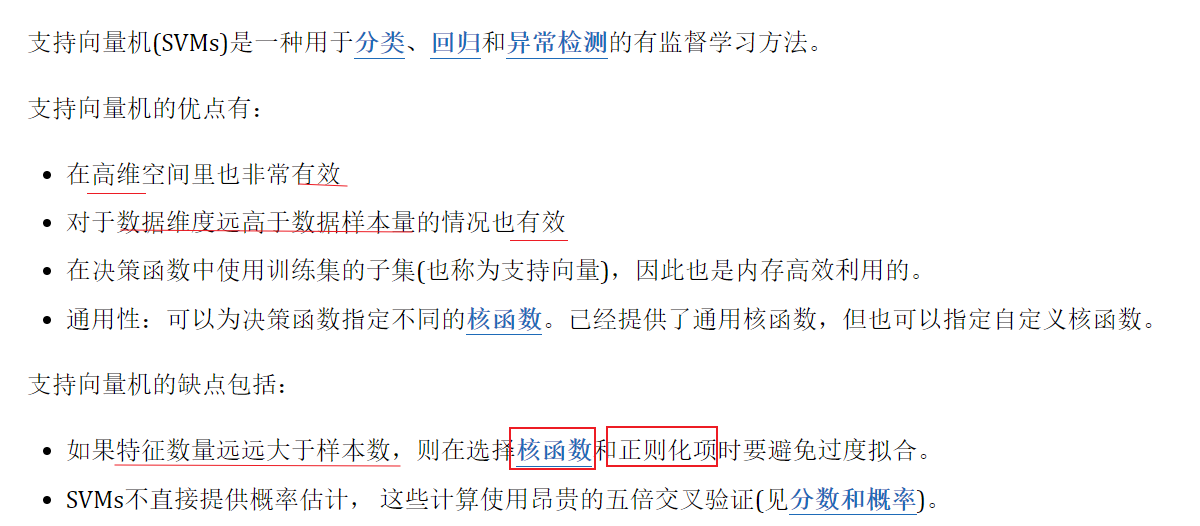 支持向量机(SVMs)是一种用于分类、回归和异常检测的有监督学习方法。
支持向量机的优点有：
• 在高维空间里也非常有效
• 对于数据维度远高于数据样本量的情况也有效
• 在决策函数中使用训练集的子集(也称为支持向量)，因此也是内存高效利用的。
• 通用性：可以为决策函数指定不同的核函数。已经提供了通用核函数，但也可以指定自定义核函数。
支持向量机的缺点包括：
• 如果特征数量远远大于样本数，则在选择核函数和正则化项时要避免过度拟合。
• SVMs不直接提供概率估计， 这些计算使用昂贵的五倍交叉验证(见分数和概率)。